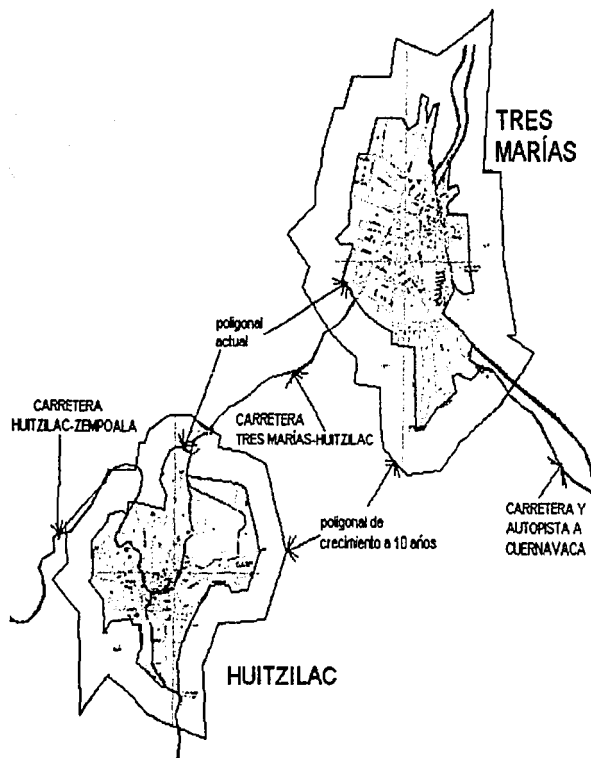 TRES
MARÍAS
poligonal
actual
CARRETERA
HUITZILAC-ZEMPOALA
CARRETERA
TRES MARÍAS-HUITZILAC
poligonal de
crecimiento a 10 años
CARRETERA Y
AUTOPISTA A
CUERNAVACA
HUITZILAC